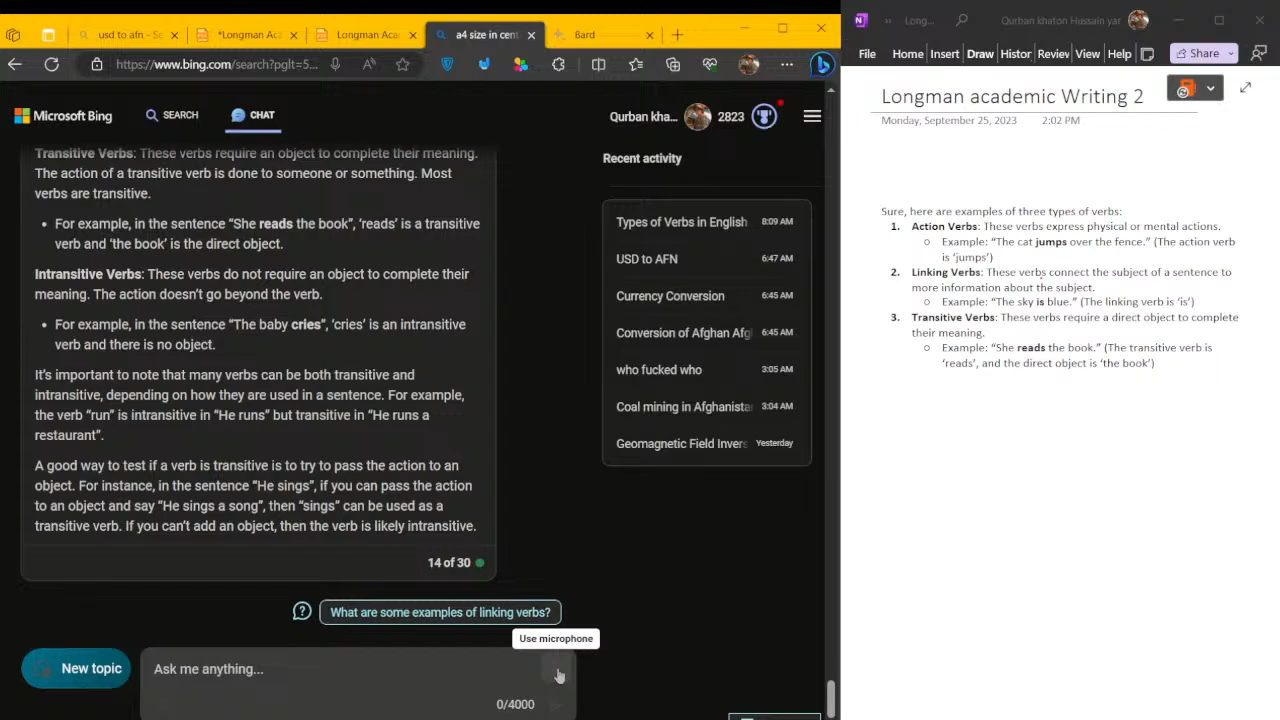 usd to afn - Se
*Longman Aca
Longman Aca
a4 size in cent
Bard
https://www.bing.com/search?pglt=5...
Microsoft Bing
SEARCH
CHAT
Qurban kha...
2823
Transitive Verbs: These verbs require an object to complete their meaning.
The action of a transitive verb is done to someone or something. Most
verbs are transitive.
• For example, in the sentence “She reads the book”, ‘reads’ is a transitive
verb and ‘the book’ is the direct object.
Intransitive Verbs: These verbs do not require an object to complete their
meaning. The action doesn’t go beyond the verb.
• For example, in the sentence “The baby cries”, ‘cries’ is an intransitive
verb and there is no object.
It’s important to note that many verbs can be both transitive and
intransitive, depending on how they are used in a sentence. For example,
the verb “run” is intransitive in “He runs” but transitive in “He runs a
restaurant”.
A good way to test if a verb is transitive is to try to pass the action to an
object. For instance, in the sentence “He sings”, if you can pass the action
to an object and say “He sings a song”, then “sings” can be used as a
transitive verb. If you can’t add an object, then the verb is likely intransitive.
14 of 30
What are some examples of linking verbs?
Use microphone
New topic
Ask me anything...
0/4000
Recent activity
Types of Verbs in English 8:09 AM
USD to AFN 6:47 AM
Currency Conversion 6:45 AM
Conversion of Afghan Afg 6:45 AM
who fucked who 3:05 AM
Coal mining in Afghanista 3:04 AM
Geomagnetic Field Invers Yesterday
Long...
Qurban khuton Hussain yar
File Home Insert Draw Histor Review View Help Share
Longman academic Writing 2
Monday, September 25, 2023 2:02 PM
Sure, here are examples of three types of verbs:
1. Action Verbs: These verbs express physical or mental actions.
○ Example: “The cat jumps over the fence.” (The action verb
is ‘jumps’)
2. Linking Verbs: These verbs connect the subject of a sentence to
more information about the subject.
○ Example: “The sky is blue.” (The linking verb is ‘is’)
3. Transitive Verbs: These verbs require a direct object to complete
their meaning.
○ Example: “She reads the book.” (The transitive verb is
‘reads’, and the direct object is ‘the book’)